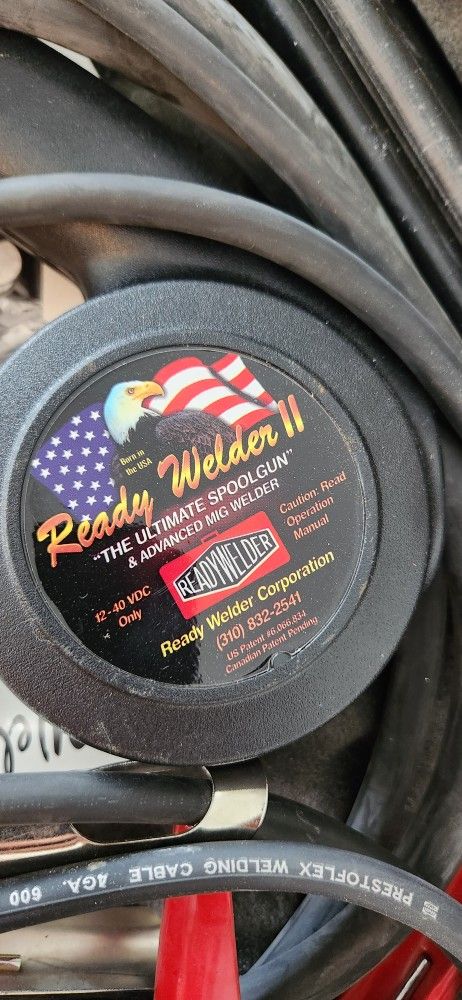 Born in
the USA
Ready Welder II
"THE ULTIMATE SPOOLGUN"
& ADVANCED MIG WELDER
Caution: Read
Operation
Manual
12-40 VDC
Only
READYWELDER
Ready Welder Corporation
(310) 832-2541
US Patent #6,066,834
Canadian Patent Pending
PRESTOFLEX WELDING CABLE 4GA. 600